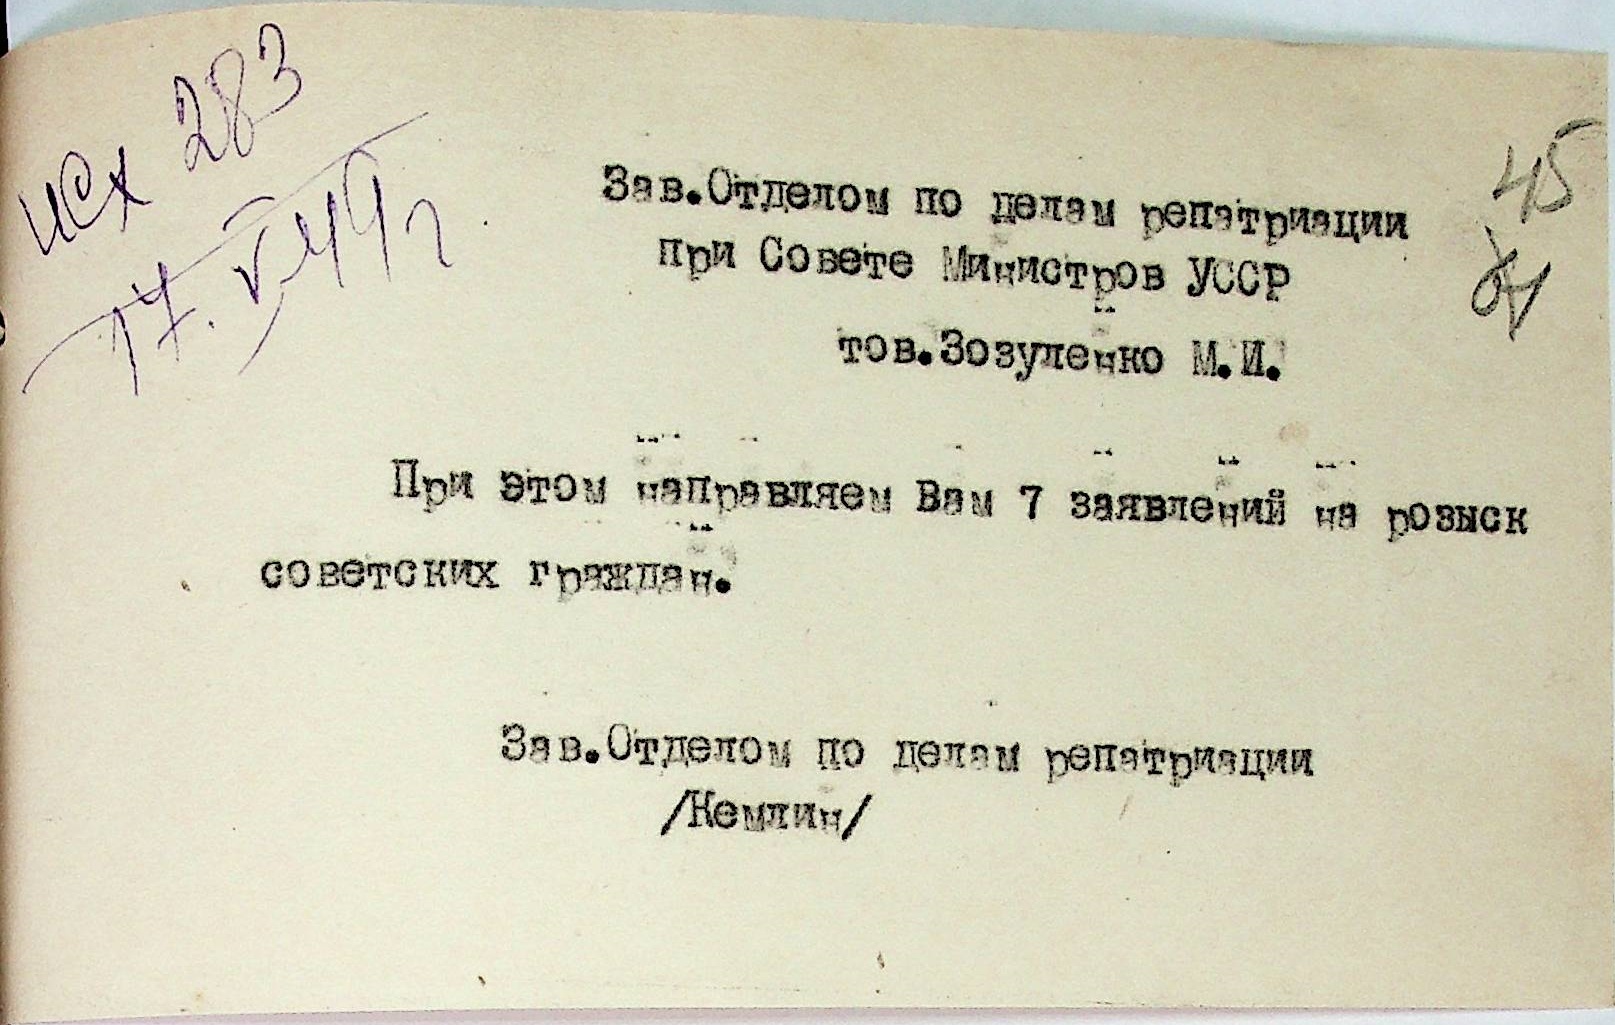 исх 283
17.V 49 г.
45
Зав.Отделом по делам репатриации
при Совете Министров УССР
тов.Зозуленко М.И.
При этом направляем Вам 7 заявлений на розыск
советских граждан.
Зав.Отделом по делам репатриации
/Кемлин/